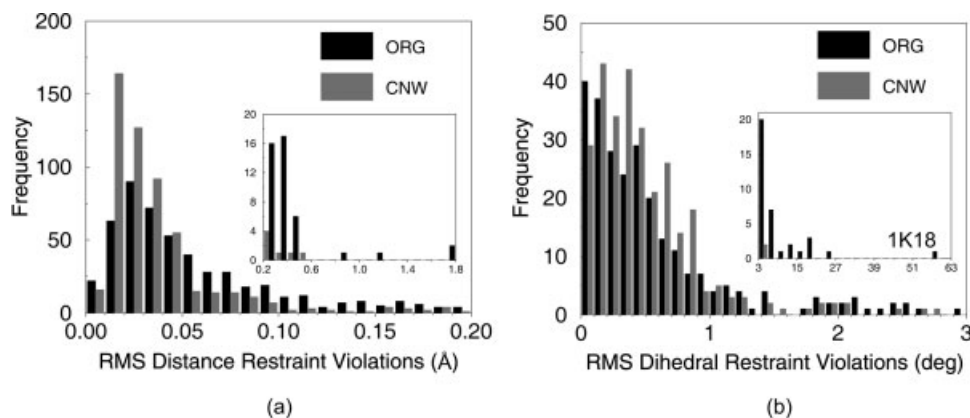 200
150
100
50
0
Frequency
ORG
CNW
20
16
12
8
4
0
0.2 0.6 1.0 1.4 1.8
0.00 0.05 0.10 0.15 0.20
RMS Distance Restraint Violations (Å)
(a)
50
40
30
20
10
0
Frequency
ORG
CNW
20
15
10
5
0
1K18
3 15 27 39 51 63
0 1 2 3
RMS Dihedral Restraint Violations (deg)
(b)